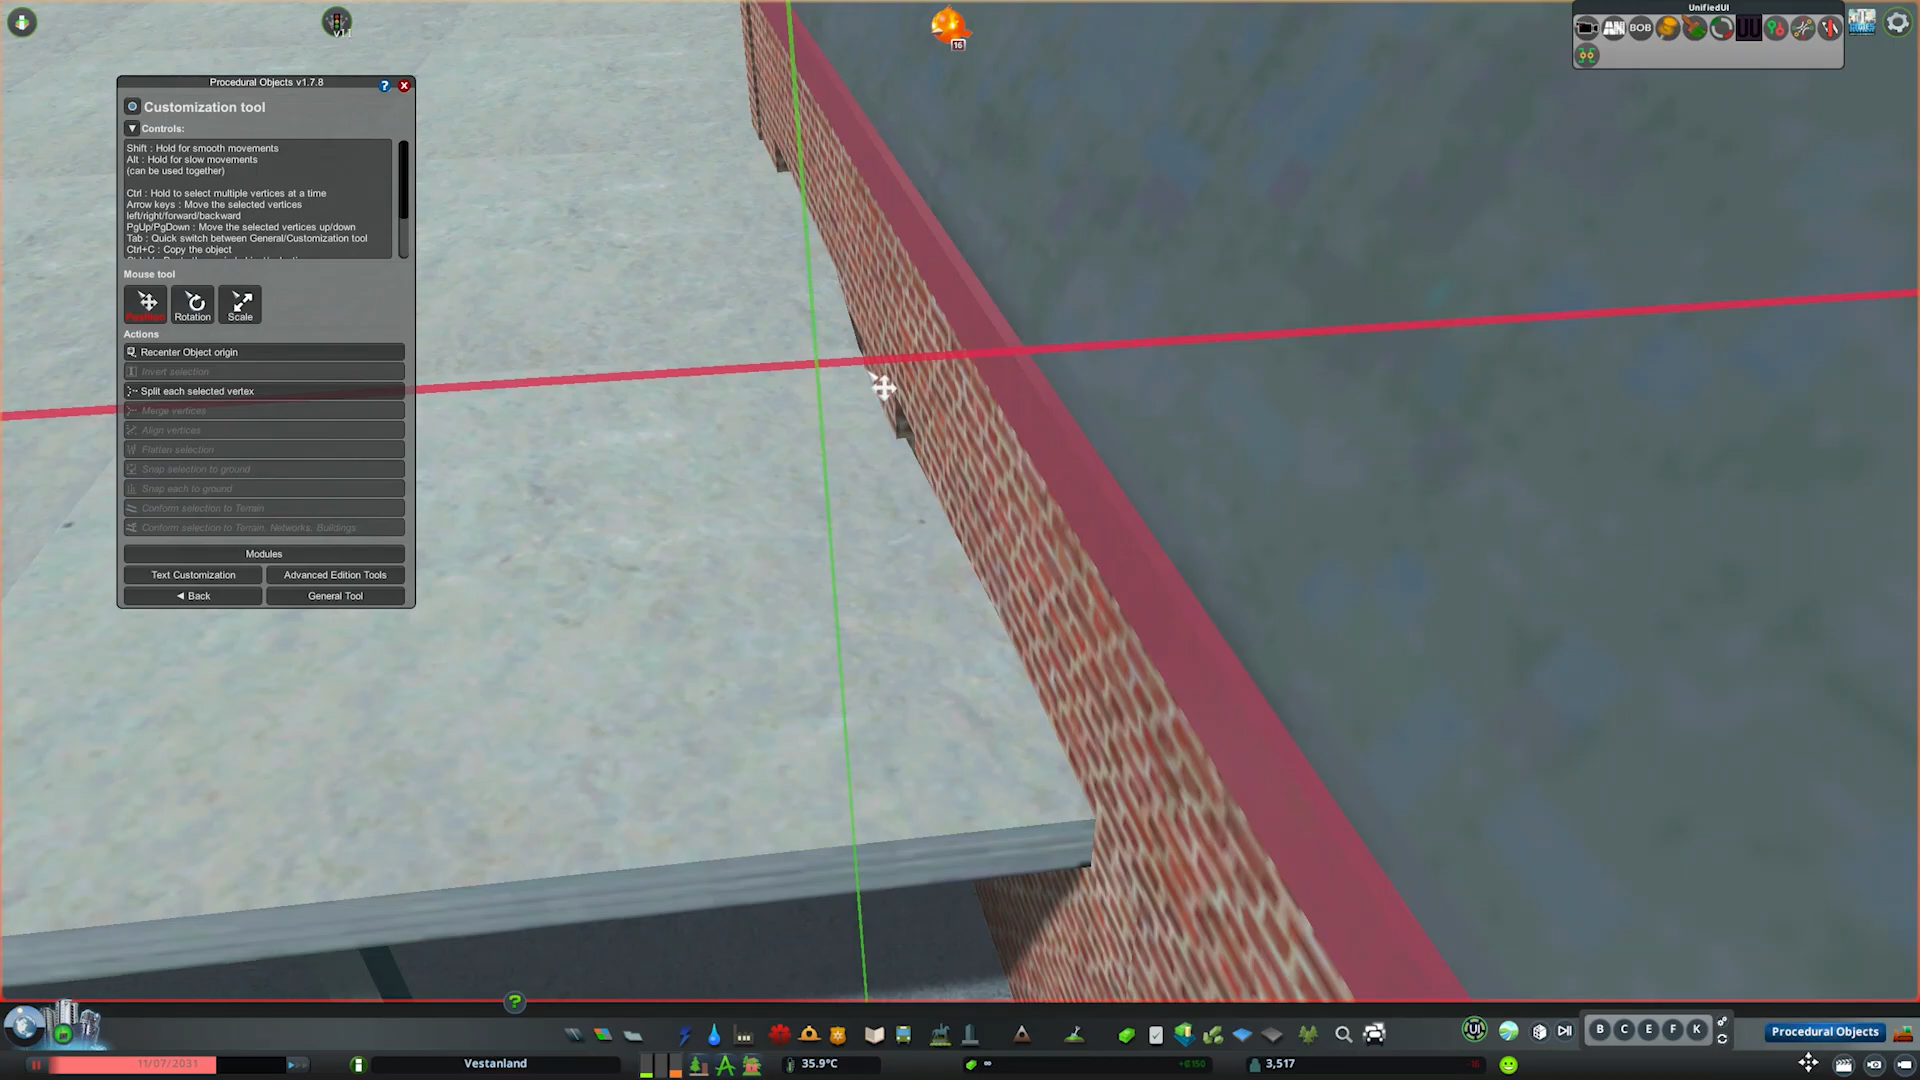 v11
16
UnifiedUI
BOB
Procedural Objects v1.7.8
?
Customization tool
Controls:
Shift : Hold for smooth movements
Alt : Hold for slow movements
(can be used together)
Ctrl : Hold to select multiple vertices at a time
Arrow keys : Move the selected vertices
left/right/forward/backward
PgUp/PgDown : Move the selected vertices up/down
Tab : Quick switch between General/Customization tool
Ctrl+C : Copy the object
Mouse tool
Position Rotation Scale
Actions
Recenter Object origin
Invert selection
Split each selected vertex
Merge vertices
Align vertices
Flatten selection
Snap selection to ground
Snap each to ground
Conform selection to Terrain
Conform selection to Terrain, Networks, Buildings
Modules
Text Customization Advanced Edition Tools
◀ Back General Tool
?
UI B C E F K Procedural Objects
11/07/2031 Vestanland 35.9°C ∞ 3,517